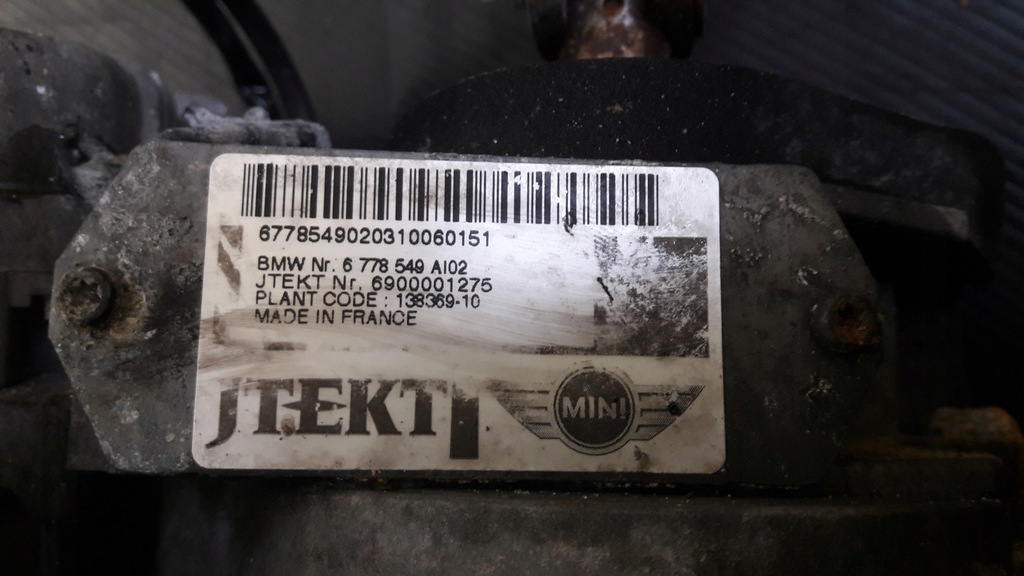 6778549020310060151
BMW Nr. 6 778 549 AI02
JTEKT Nr. 6900001275
PLANT CODE : 138369-10
MADE IN FRANCE
JTEKT
MINI